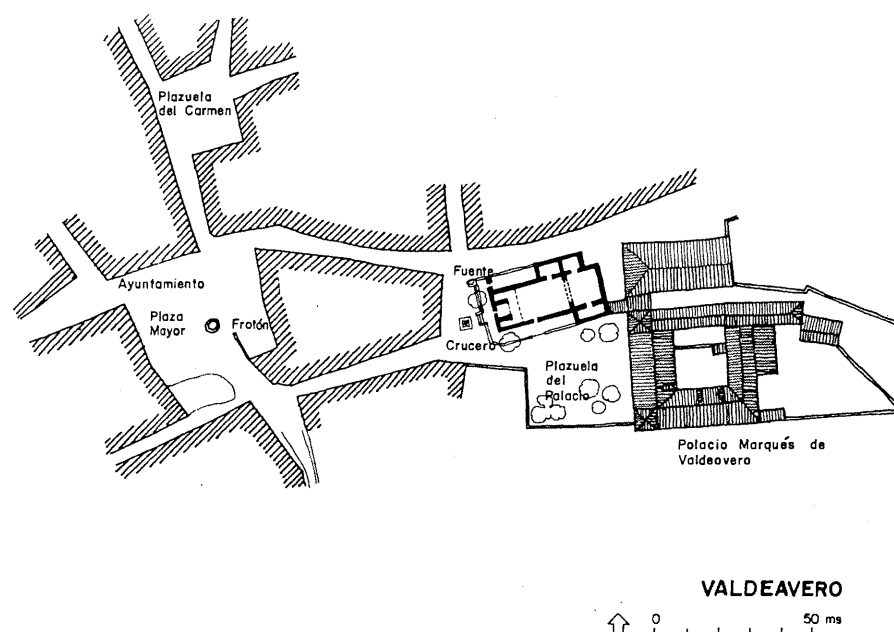 Plazuela
del Carmen
Ayuntamiento
Plaza
Mayor
Frotón
Fuente
Crucero
Plazuela
del
Palacio
Palacio Marqués de
Valdeavero
VALDEAVERO
0 50 ms